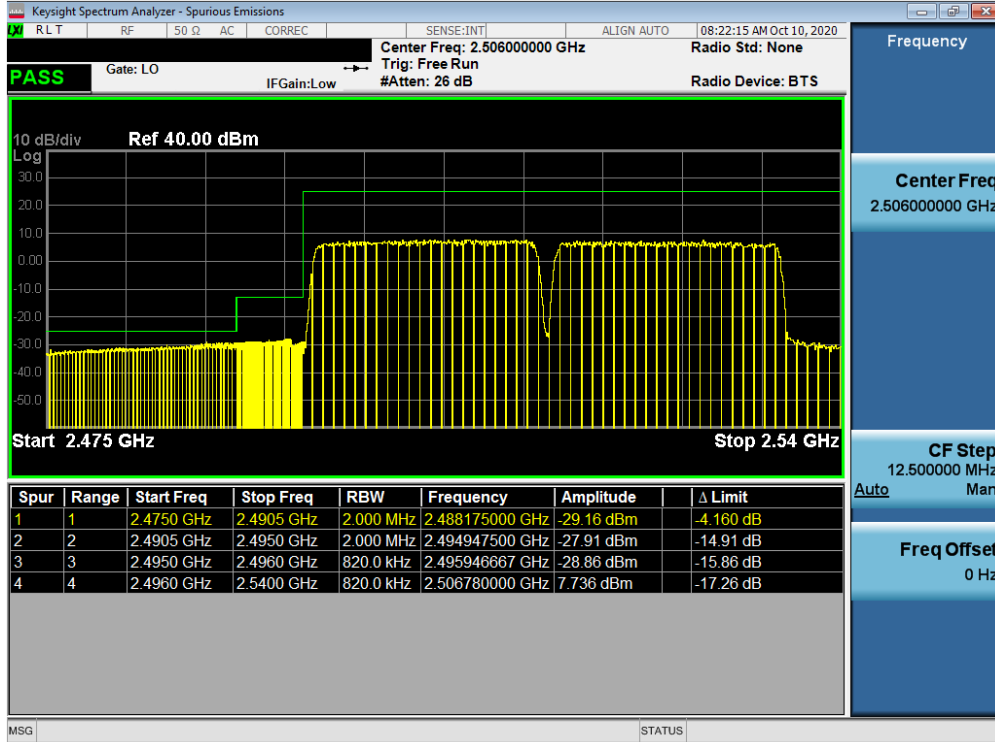 Keysight Spectrum Analyzer - Spurious Emissions
LXI RLT RF 50 Ω AC CORREC SENSE:INT ALIGN AUTO 08:22:15 AM Oct 10, 2020
Center Freq: 2.506000000 GHz Radio Std: None
PASS Gate: LO Trig: Free Run
IFGain:Low #Atten: 26 dB Radio Device: BTS
10 dB/div Ref 40.00 dBm
Log
30.0
20.0
10.0
0.00
-10.0
-20.0
-30.0
-40.0
-50.0
Start 2.475 GHz Stop 2.54 GHz
Spur Range Start Freq Stop Freq RBW Frequency Amplitude Δ Limit
1 1 2.4750 GHz 2.4905 GHz 2.000 MHz 2.488175000 GHz -29.16 dBm -4.160 dB
2 2 2.4905 GHz 2.4950 GHz 2.000 MHz 2.494947500 GHz -27.91 dBm -14.91 dB
3 3 2.4950 GHz 2.4960 GHz 820.0 kHz 2.495946667 GHz -28.86 dBm -15.86 dB
4 4 2.4960 GHz 2.5400 GHz 820.0 kHz 2.506780000 GHz 7.736 dBm -17.26 dB
MSG STATUS
Frequency
Center Freq
2.506000000 GHz
CF Step
12.500000 MHz
Auto Man
Freq Offset
0 Hz